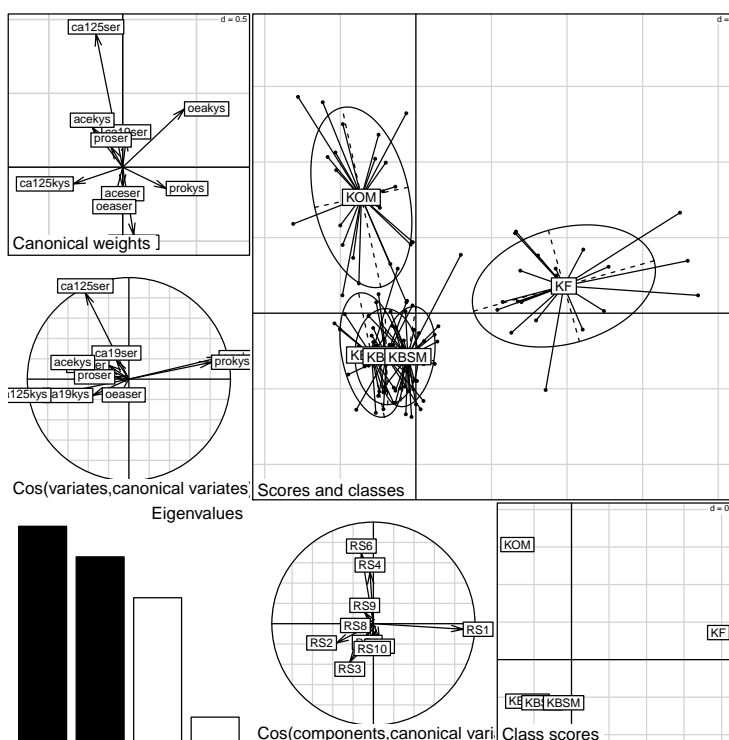 ca125ser
d = 0.5
oeakys
acekys
ca19ser
proser
ca125kys
prokys
aceser
oeaser
Canonical weights
KOM
KF
KBSM
Scores and classes
ca125ser
ca19ser
acekys
prokys
proser
oeaser
Cos(variates,canonical variates)
Eigenvalues
RS6
RS4
RS9
RS8
RS1
RS2
RS10
RS3
Cos(components,canonical vari
KOM
KF
KBSM
Class scores